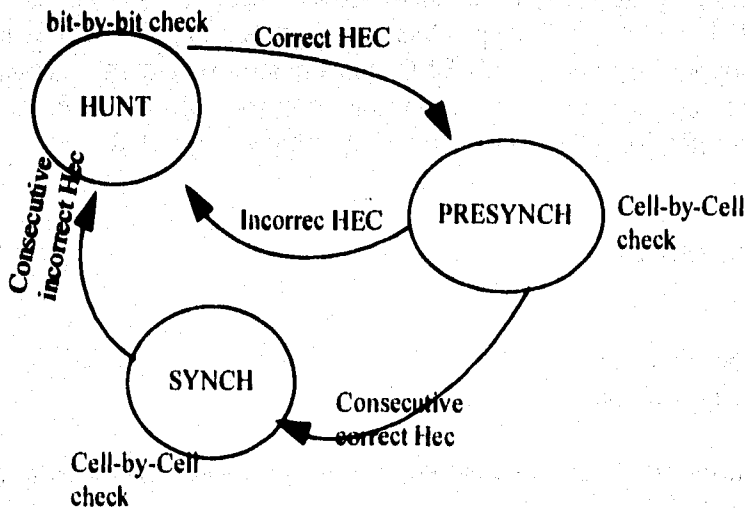 bit-by-bit check
Correct HEC
HUNT
Consecutive
incorrect Hec
Incorrec HEC
PRESYNCH
Cell-by-Cell
check
SYNCH
Consecutive
correct Hec
Cell-by-Cell
check